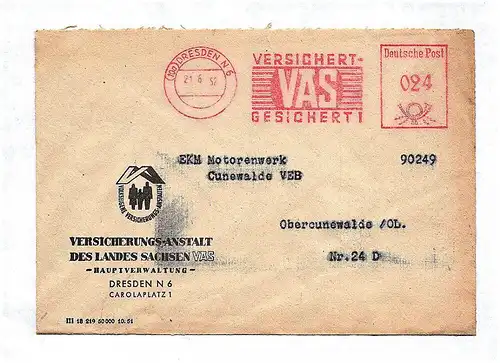 (10a) DRESDEN N 6
21.6.52
VERSICHERT-
VAS
GESICHERT!
Deutsche Post
024
EKM Motorenwerk
Cunewalde VEB
90249
Obercunewalde /OL.
Nr.24 D
VOLKSEIGENE VERSICHERUNGS-ANSTALTEN
VERSICHERUNGS-ANSTALT
DES LANDES SACHSEN VAS
- HAUPTVERWALTUNG -
DRESDEN N 6
CAROLAPLATZ 1
III 18 219 50000 10. 51